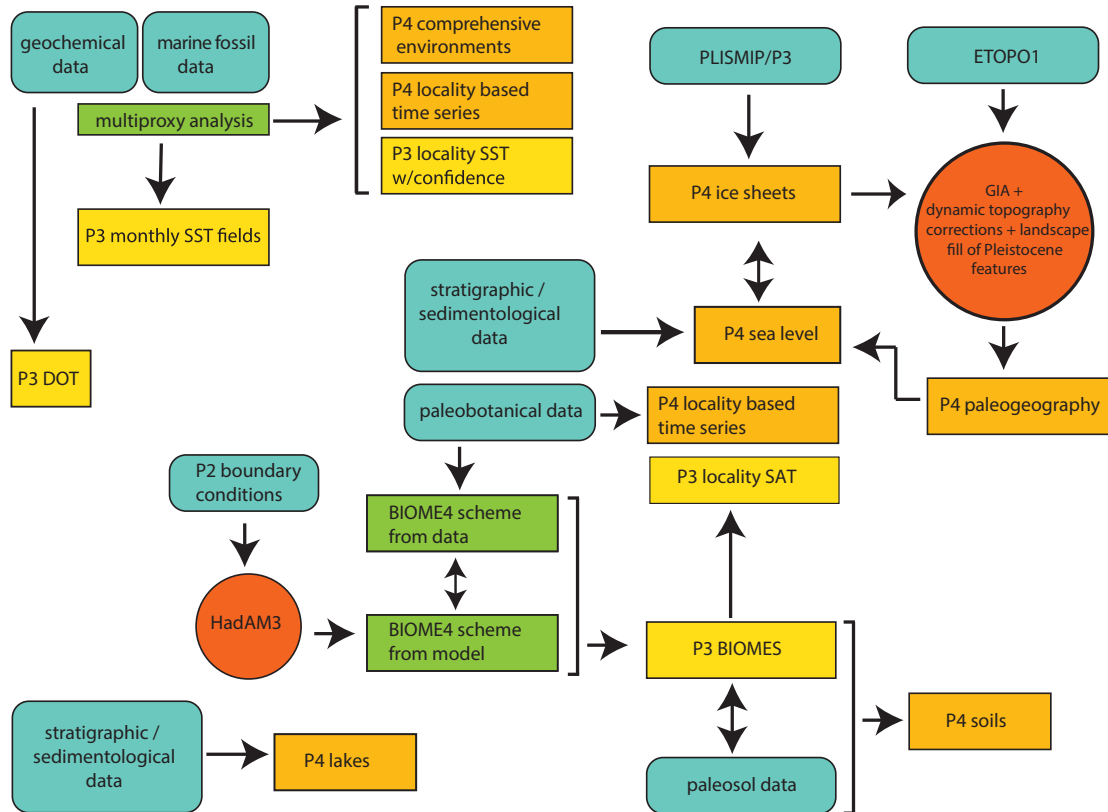 geochemical
data
marine fossil
data
multiproxy analysis
P4 comprehensive
environments
P4 locality based
time series
P3 locality SST
w/confidence
P3 monthly SST fields
P3 DOT
PLISMIP/P3
ETOPO1
P4 ice sheets
GIA +
dynamic topography
corrections + landscape
fill of Pleistocene
features
stratigraphic /
sedimentological
data
P4 sea level
P4 paleogeography
paleobotanical data
P4 locality based
time series
P3 locality SAT
P2 boundary
conditions
BIOME4 scheme
from data
HadAM3
BIOME4 scheme
from model
P3 BIOMES
P4 soils
stratigraphic /
sedimentological
data
P4 lakes
paleosol data